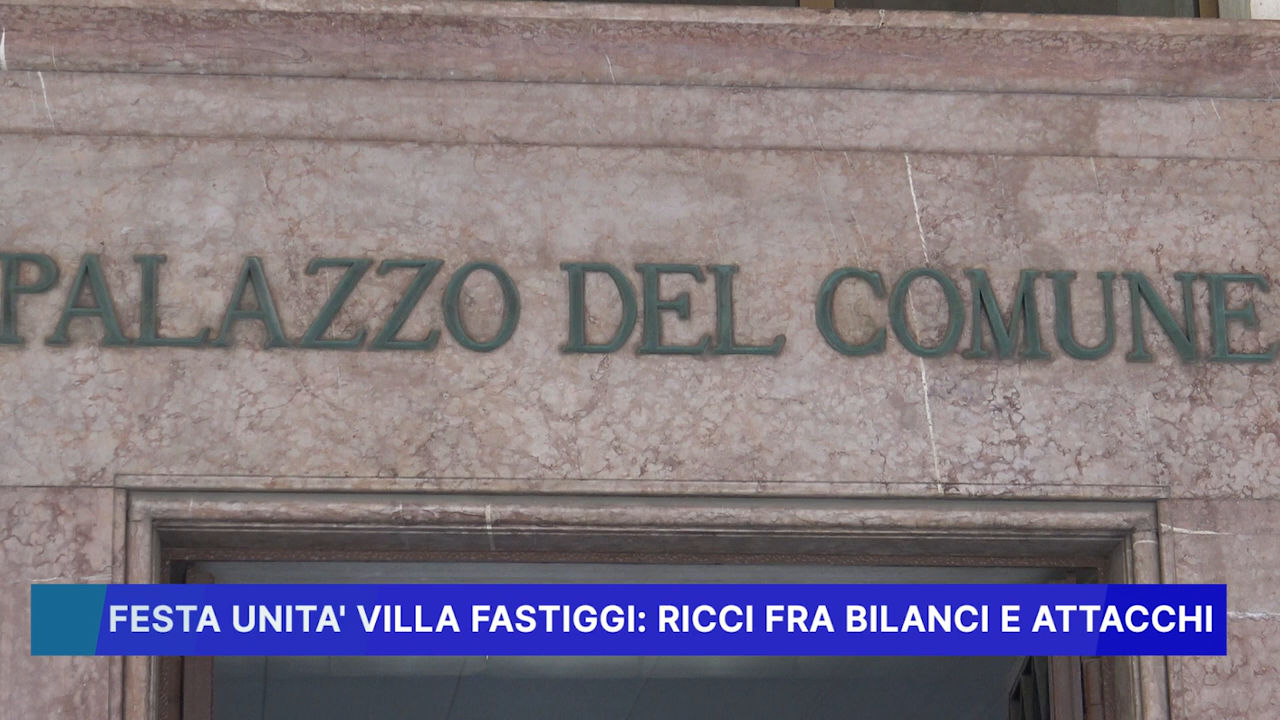 PALAZZO DEL COMUNE
FESTA UNITA' VILLA FASTIGGI: RICCI FRA BILANCI E ATTACCHI